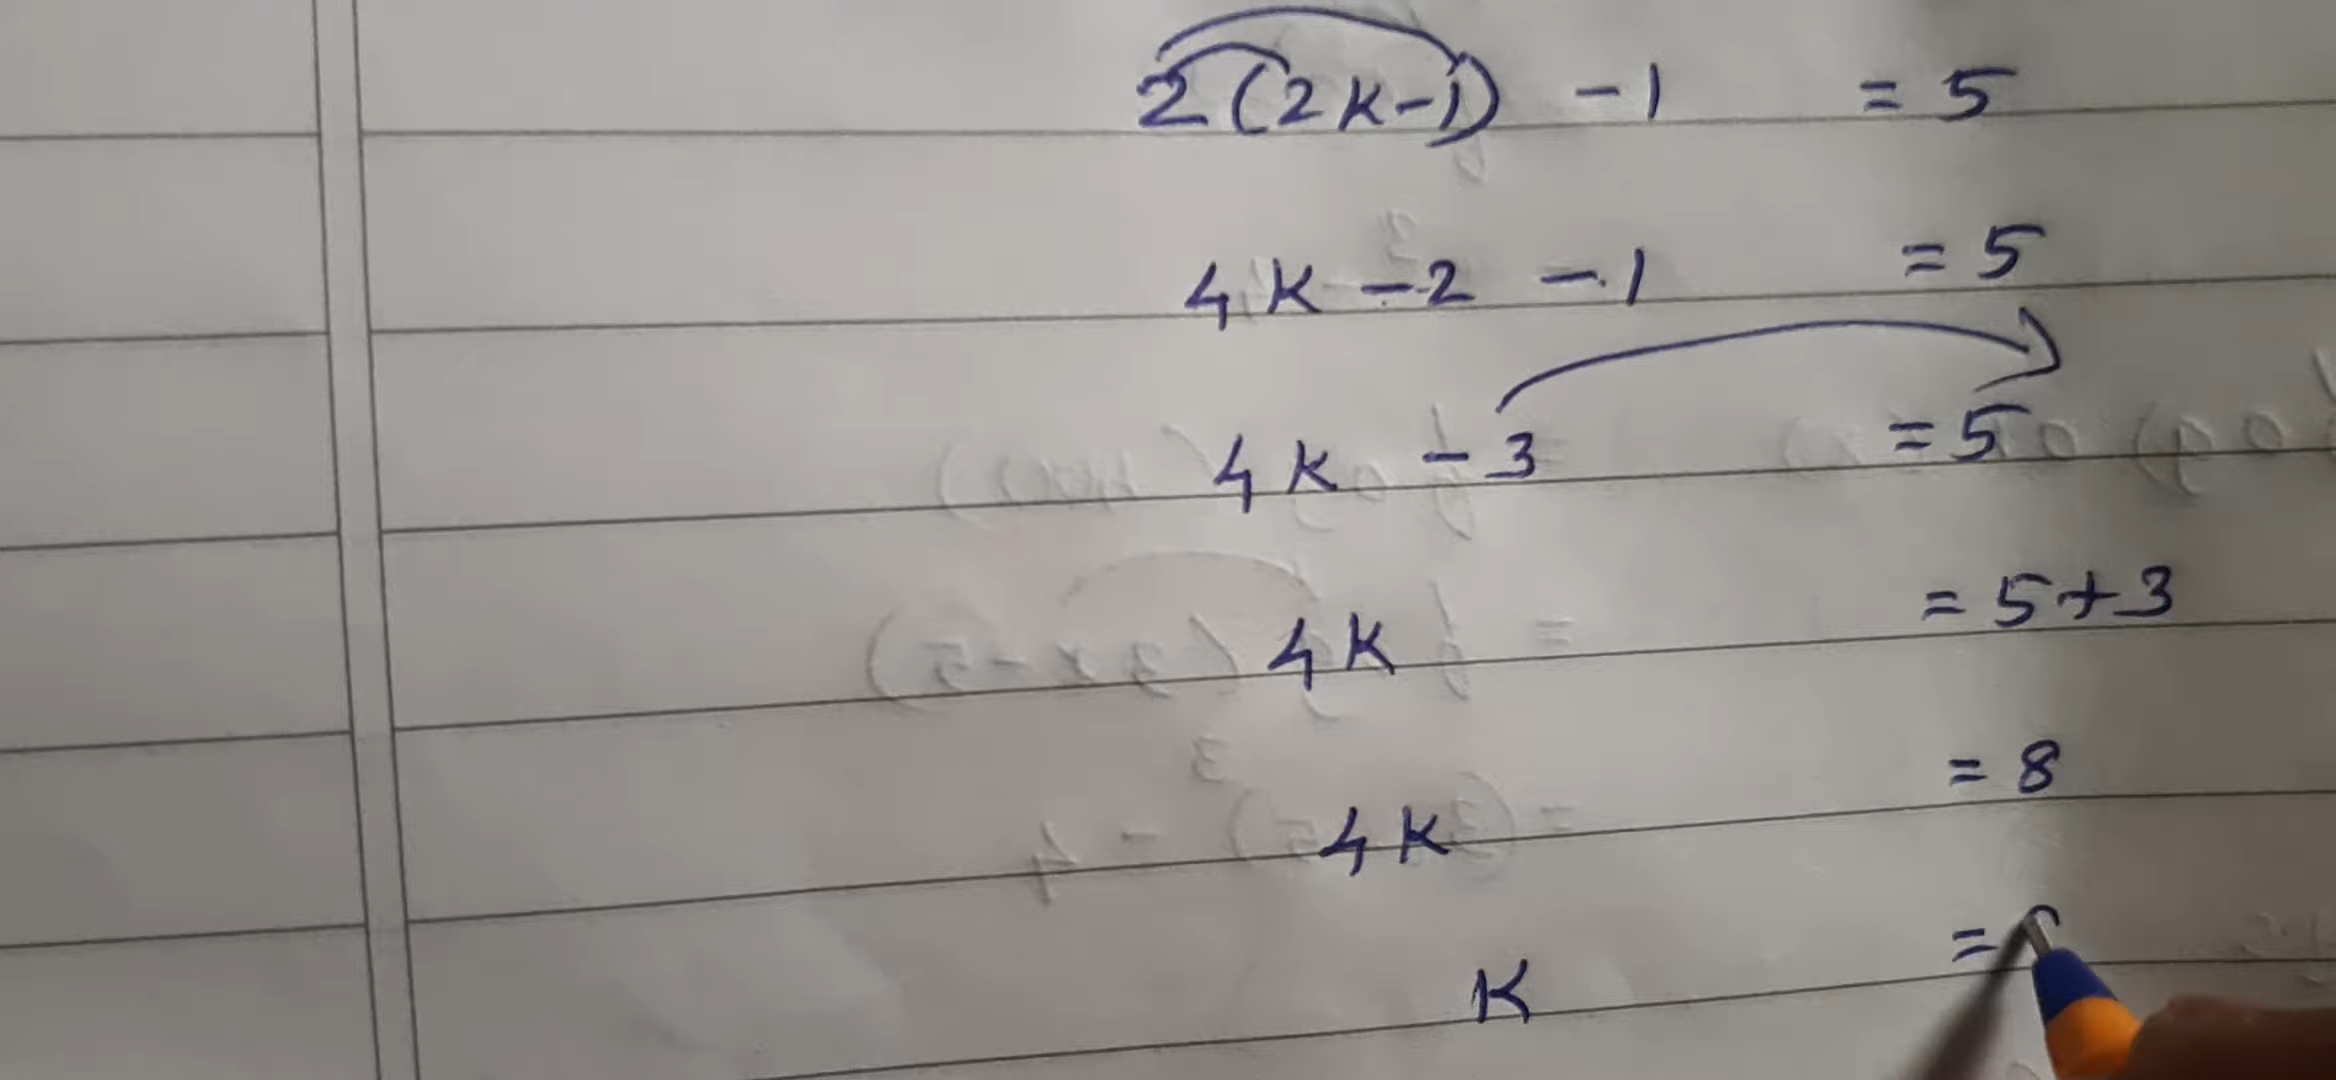 2(2k-1) -1 = 5
4k -2 -1 = 5
4k -3 = 5
4k = 5+3
4k = 8
k =